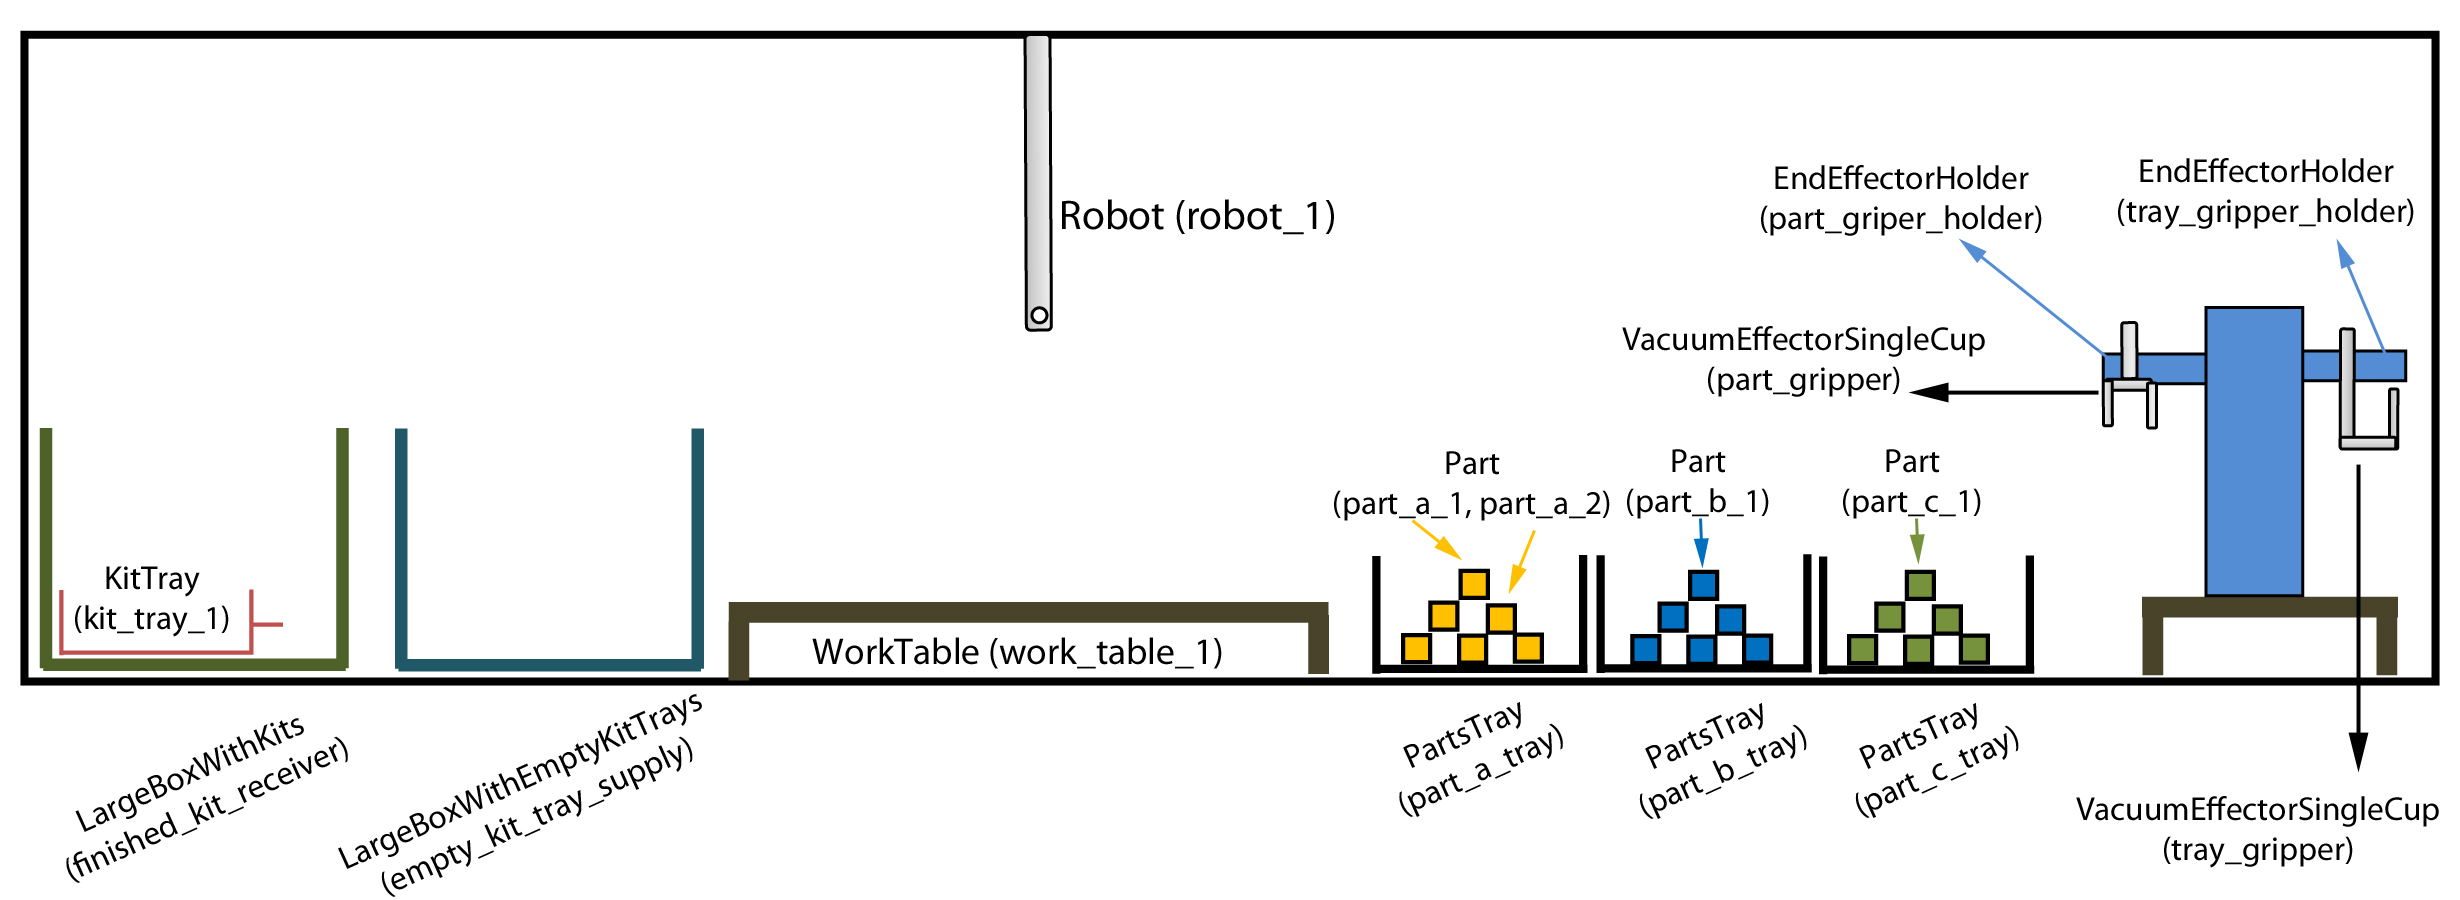 Robot (robot_1)
EndEffectorHolder
(part_griper_holder)
EndEffectorHolder
(tray_gripper_holder)
VacuumEffectorSingleCup
(part_gripper)
Part
(part_a_1, part_a_2)
Part
(part_b_1)
Part
(part_c_1)
KitTray
(kit_tray_1)
WorkTable (work_table_1)
LargeBoxWithKits
(finished_kit_receiver)
LargeBoxWithEmptyKitTrays
(empty_kit_tray_supply)
PartsTray
(part_a_tray)
PartsTray
(part_b_tray)
PartsTray
(part_c_tray)
VacuumEffectorSingleCup
(tray_gripper)